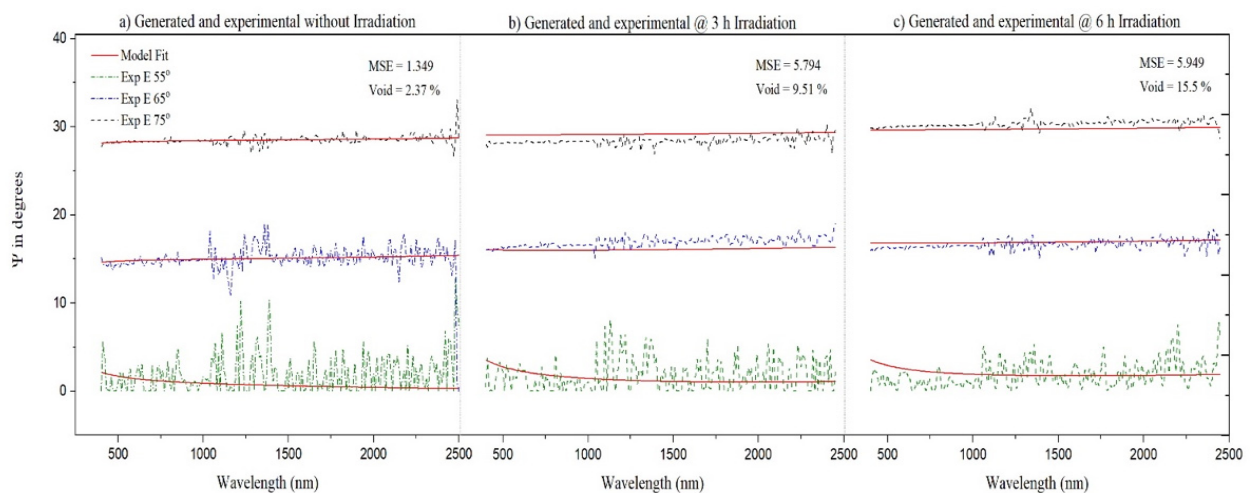 a) Generated and experimental without Irradiation
b) Generated and experimental @ 3 h Irradiation
c) Generated and experimental @ 6 h Irradiation
Model Fit
Exp E 55°
Exp E 65°
Exp E 75°
MSE = 1.349
Void = 2.37 %
MSE = 5.794
Void = 9.51 %
MSE = 5.949
Void = 15.5 %
40
30
20
10
0
Ψ in degrees
500 1000 1500 2000 2500
500 1000 1500 2000 2500
500 1000 1500 2000 2500
Wavelength (nm)
Wavelength (nm)
Wavelength (nm)